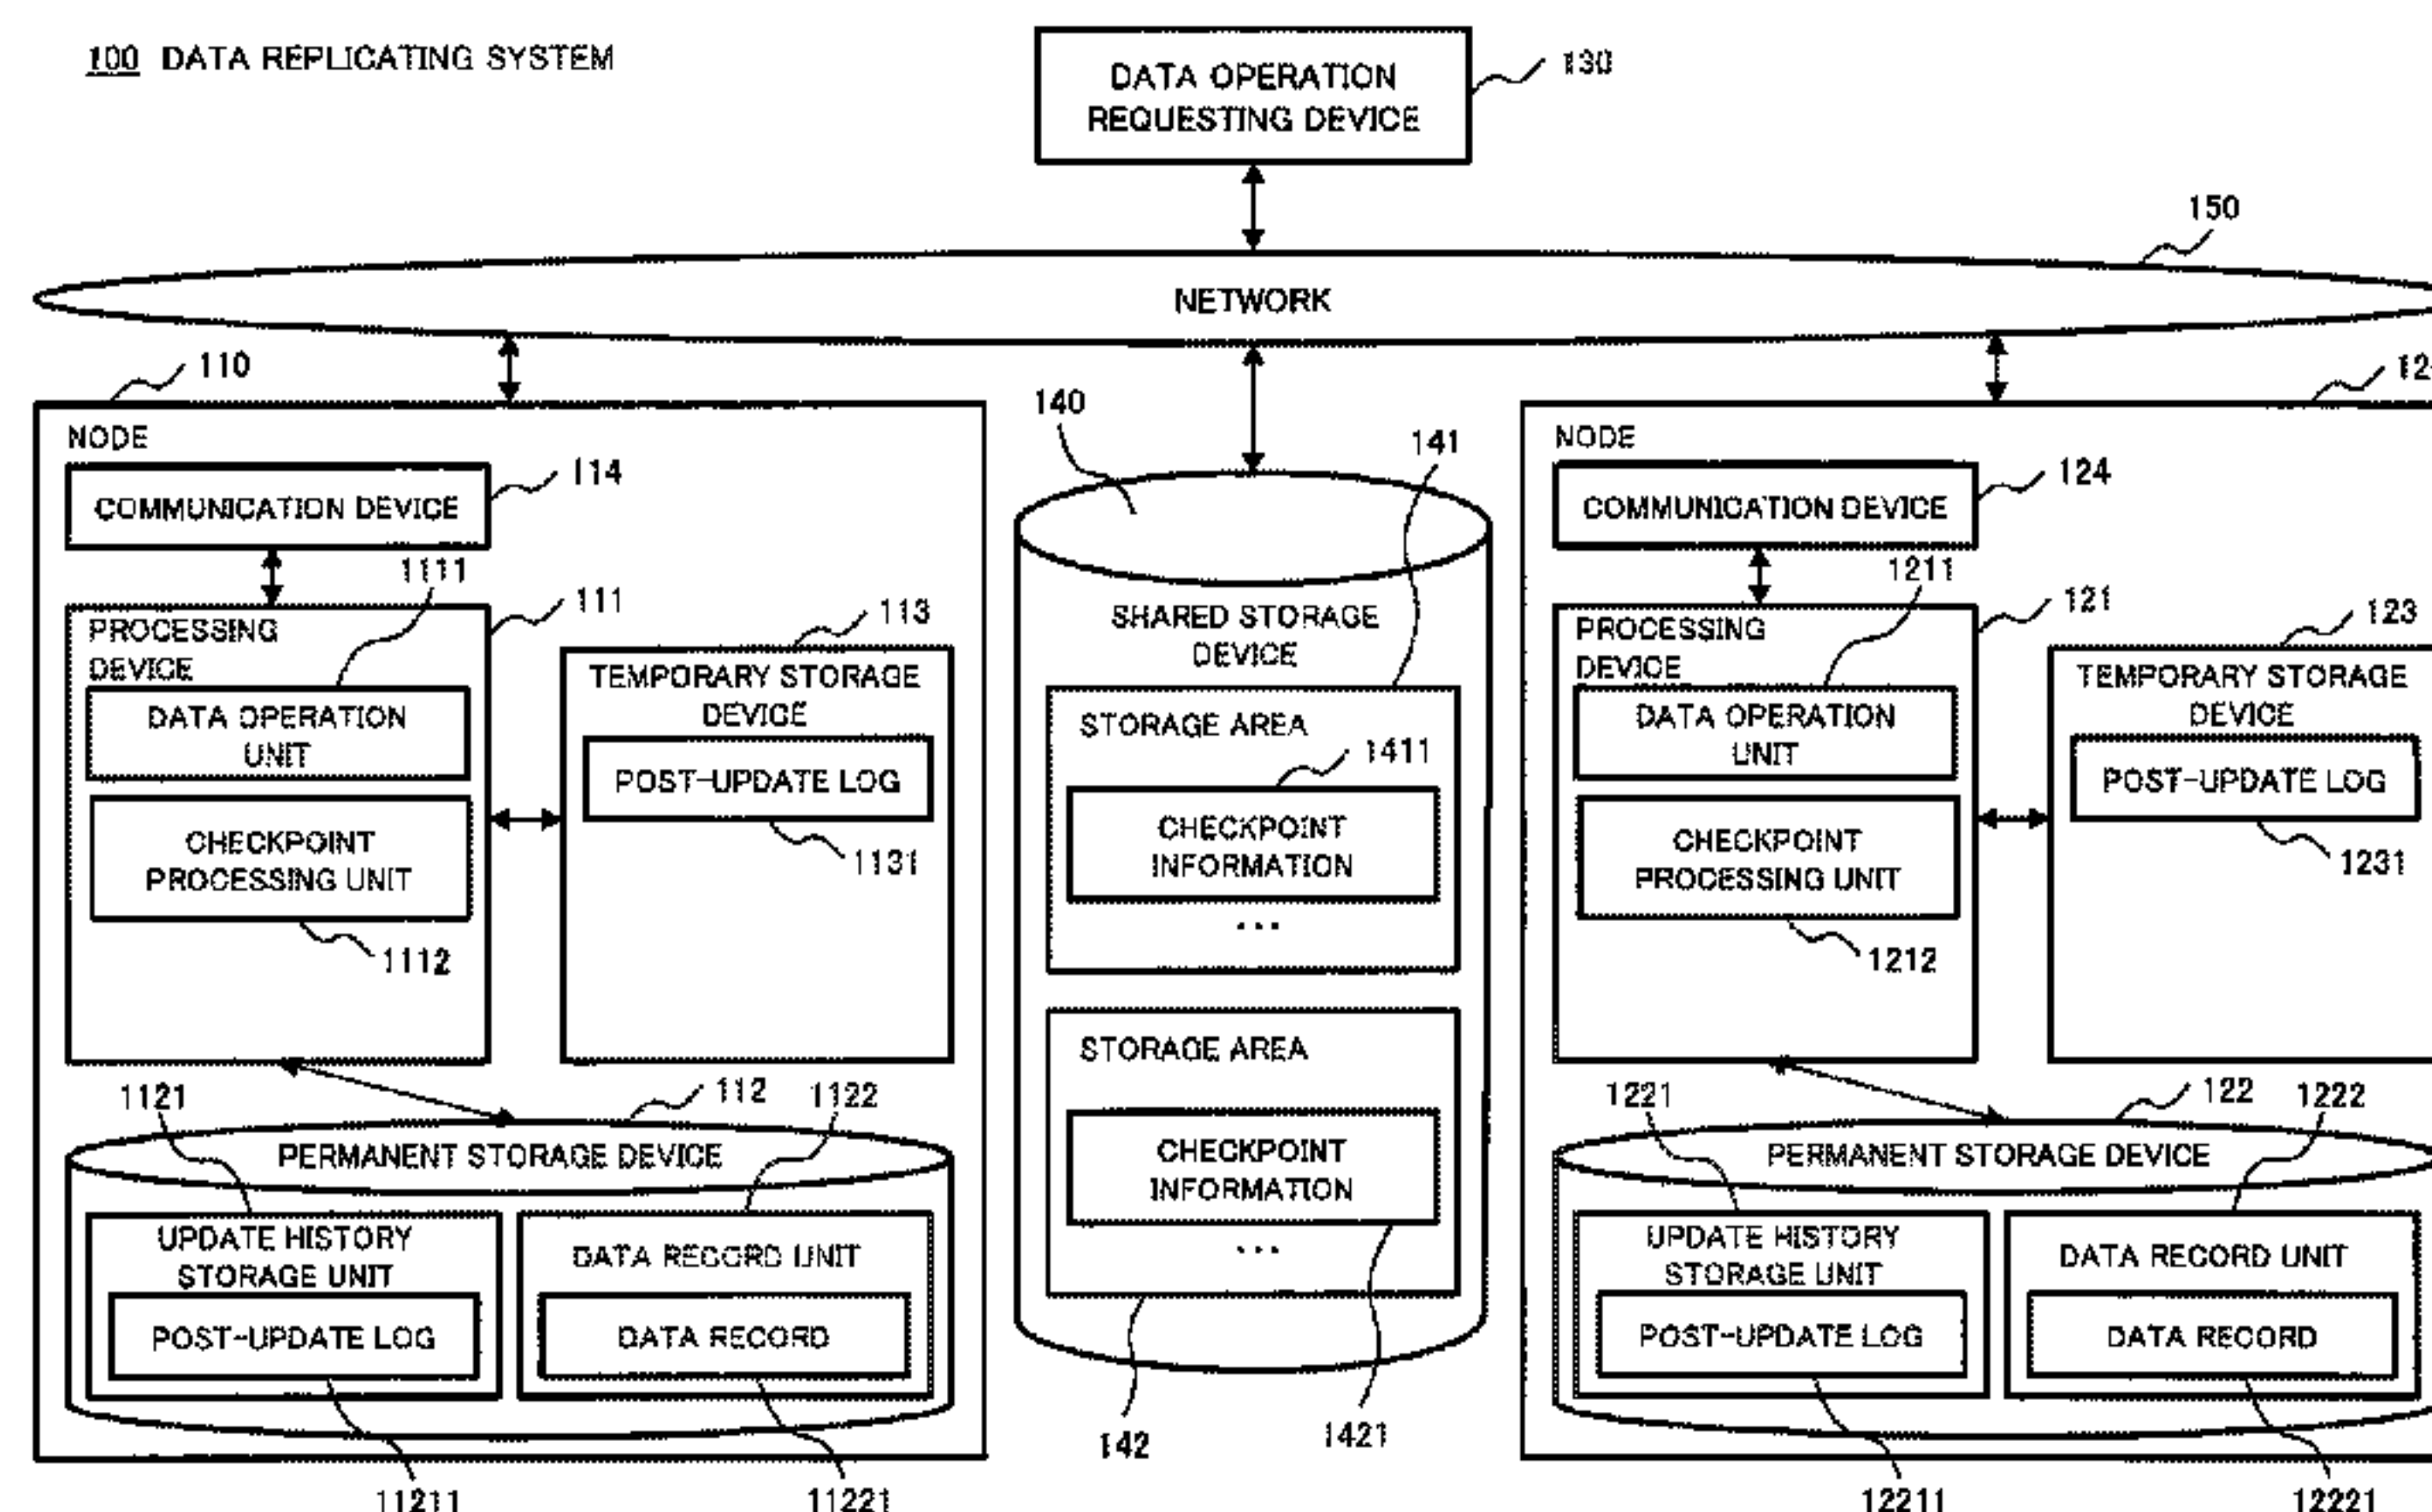 100 DATA REPLICATING SYSTEM
DATA OPERATION
REQUESTING DEVICE
130
150
NETWORK
110
NODE
COMMUNICATION DEVICE
114
1111
PROCESSING
DEVICE
111
DATA OPERATION
UNIT
CHECKPOINT
PROCESSING UNIT
1112
113
TEMPORARY STORAGE
DEVICE
POST-UPDATE LOG
1131
1121
112
1122
PERMANENT STORAGE DEVICE
UPDATE HISTORY
STORAGE UNIT
POST-UPDATE LOG
DATA RECORD UNIT
DATA RECORD
11211
11221
140
141
SHARED STORAGE
DEVICE
STORAGE AREA
1411
CHECKPOINT
INFORMATION
...
STORAGE AREA
CHECKPOINT
INFORMATION
...
142
1421
NODE
COMMUNICATION DEVICE
124
1211
PROCESSING
DEVICE
121
DATA OPERATION
UNIT
CHECKPOINT
PROCESSING UNIT
1212
123
TEMPORARY STORAGE
DEVICE
POST-UPDATE LOG
1231
1221
122
1222
PERMANENT STORAGE DEVICE
UPDATE HISTORY
STORAGE UNIT
POST-UPDATE LOG
DATA RECORD UNIT
DATA RECORD
12211
12221